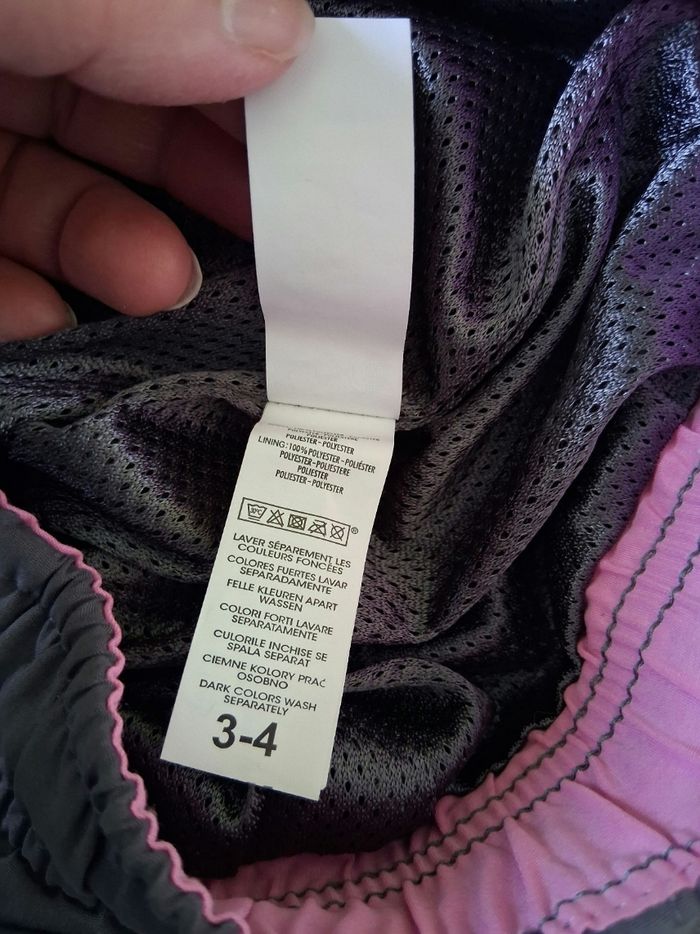 POLIESTER-POLYESTER
LINING:100% POLYESTER-POLIÉSTER
POLYESTER-POLIESTERE
POLIESTER
POLIESTER-POLYESTER
30°C
LAVER SÉPAREMENT LES
COULEURS FONCÉES
COLORES FUERTES LAVAR
SEPARADAMENTE
FELLE KLEUREN APART
WASSEN
COLORI FORTI LAVARE
SEPARATAMENTE
CULORILE INCHISE SE
SPALA SEPARAT
CIEMNE KOLORY PRAĆ
OSOBNO
DARK COLORS WASH
SEPARATELY
3-4